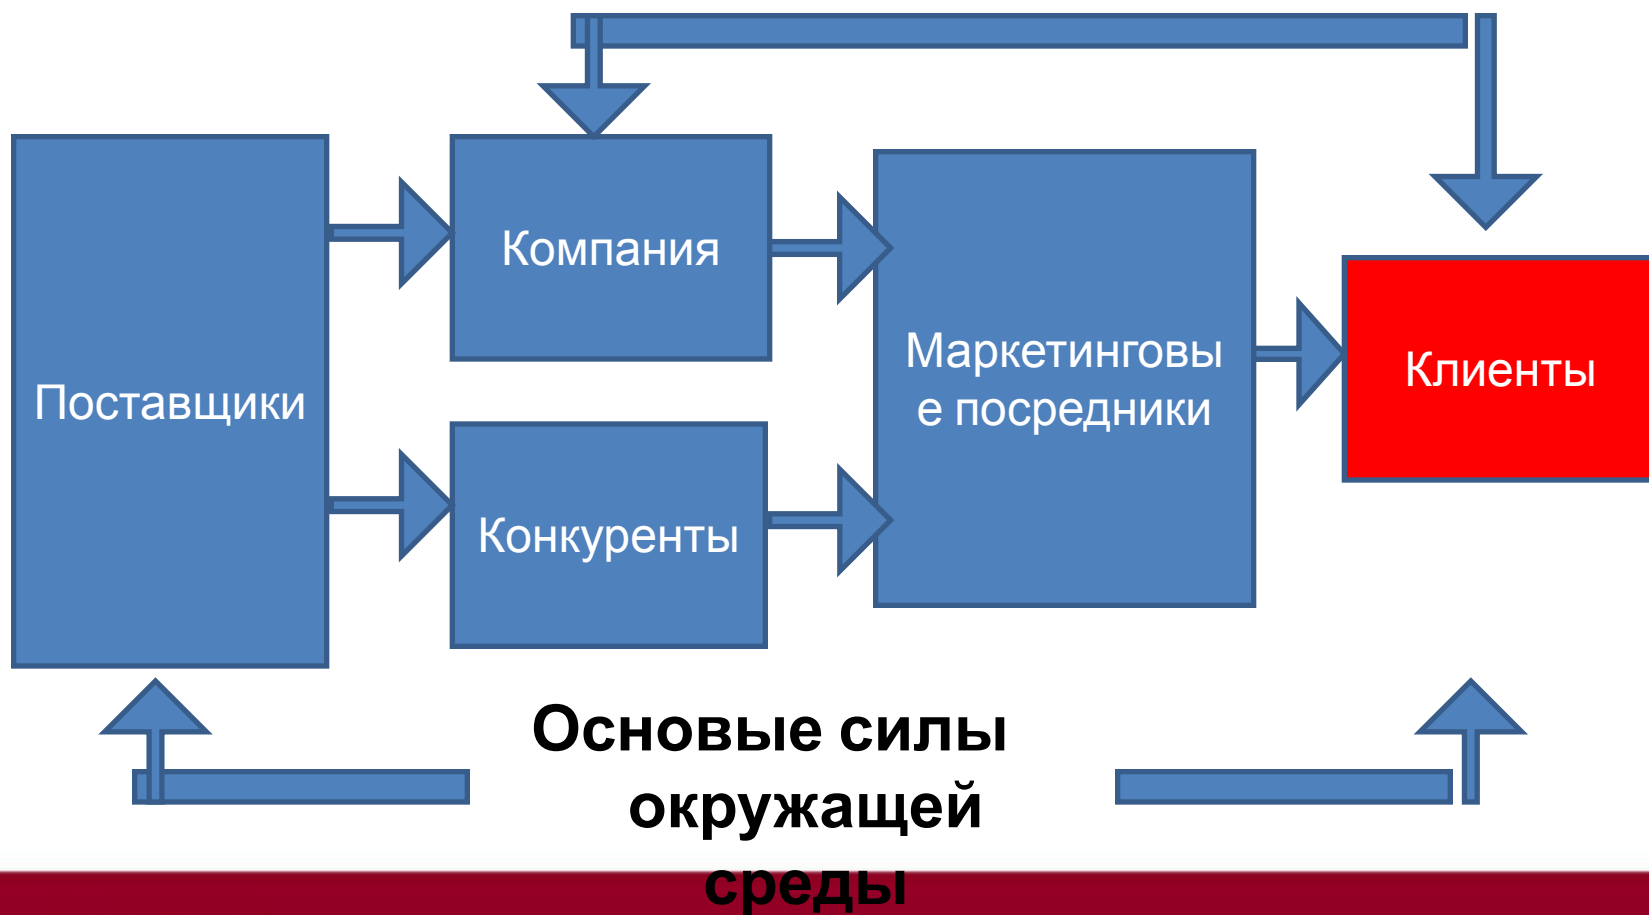 Компания
Поставщики
Маркетинговы
е посредники
Клиенты
Конкуренты
Основые силы
окружащей
среды